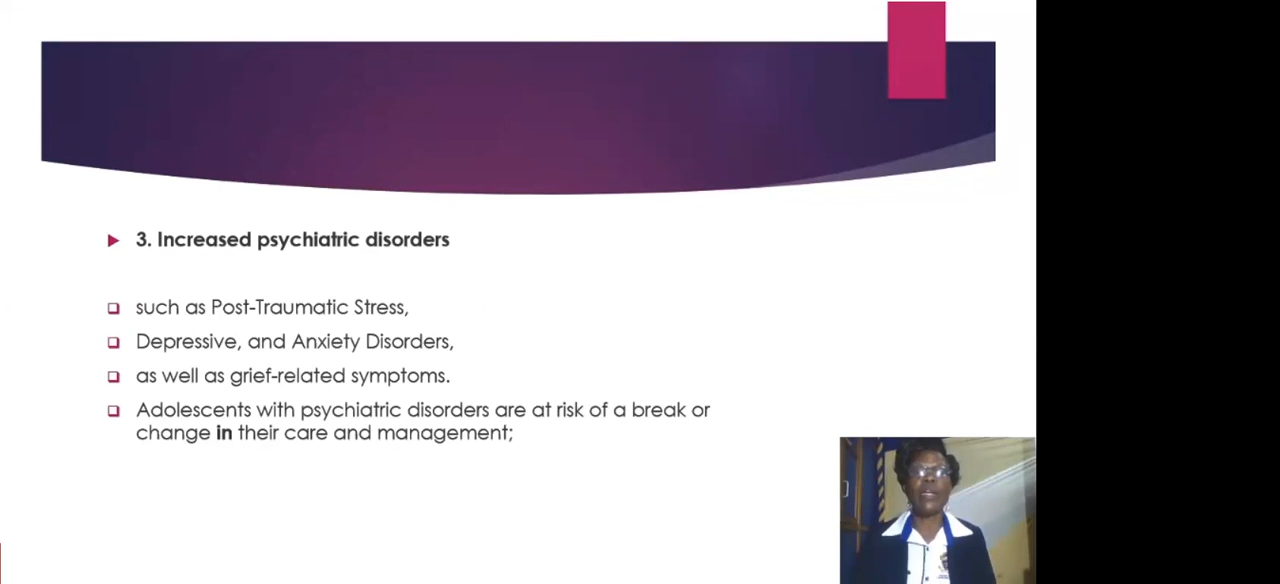 3. Increased psychiatric disorders
such as Post-Traumatic Stress,
Depressive, and Anxiety Disorders,
as well as grief-related symptoms.
Adolescents with psychiatric disorders are at risk of a break or
change in their care and management;